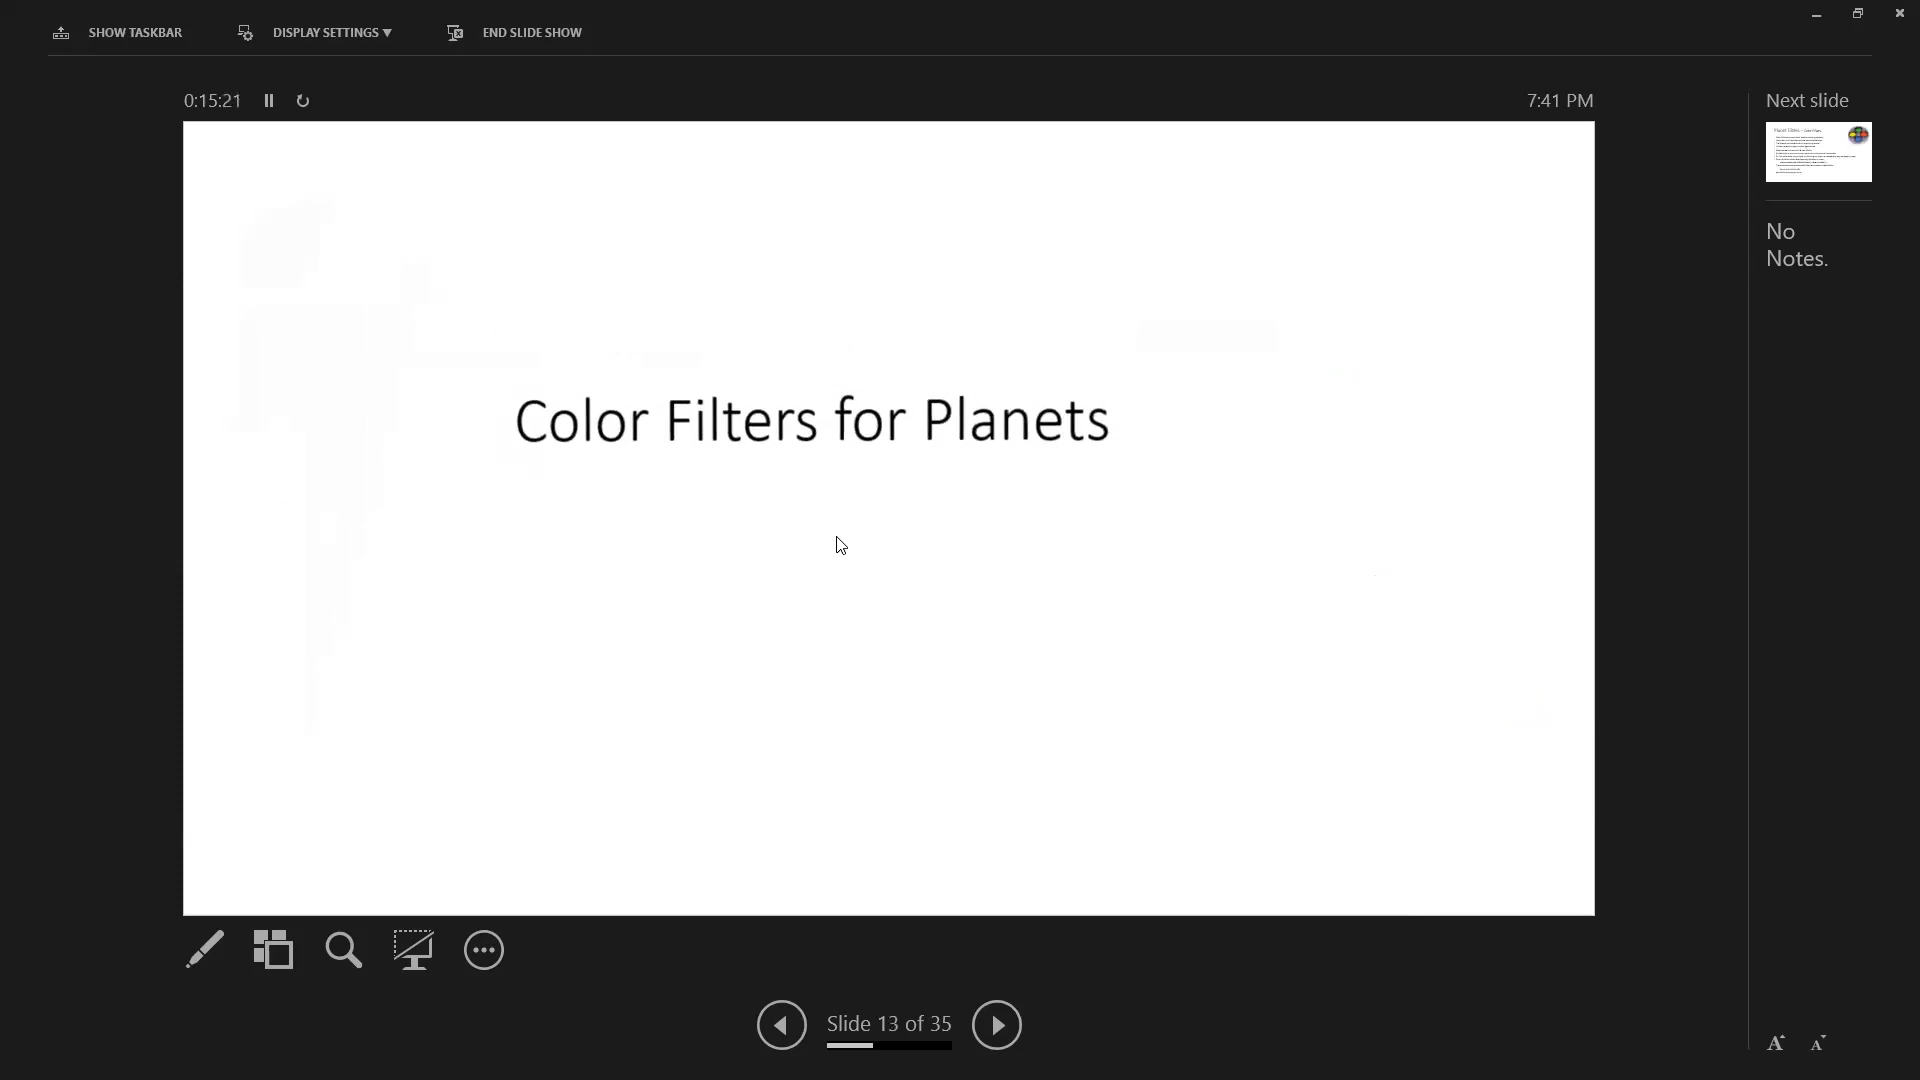 SHOW TASKBAR
DISPLAY SETTINGS ▼
END SLIDE SHOW
0:15:21
7:41 PM
Next slide
Color Filters for Planets
No
Notes.
Slide 13 of 35
A
A